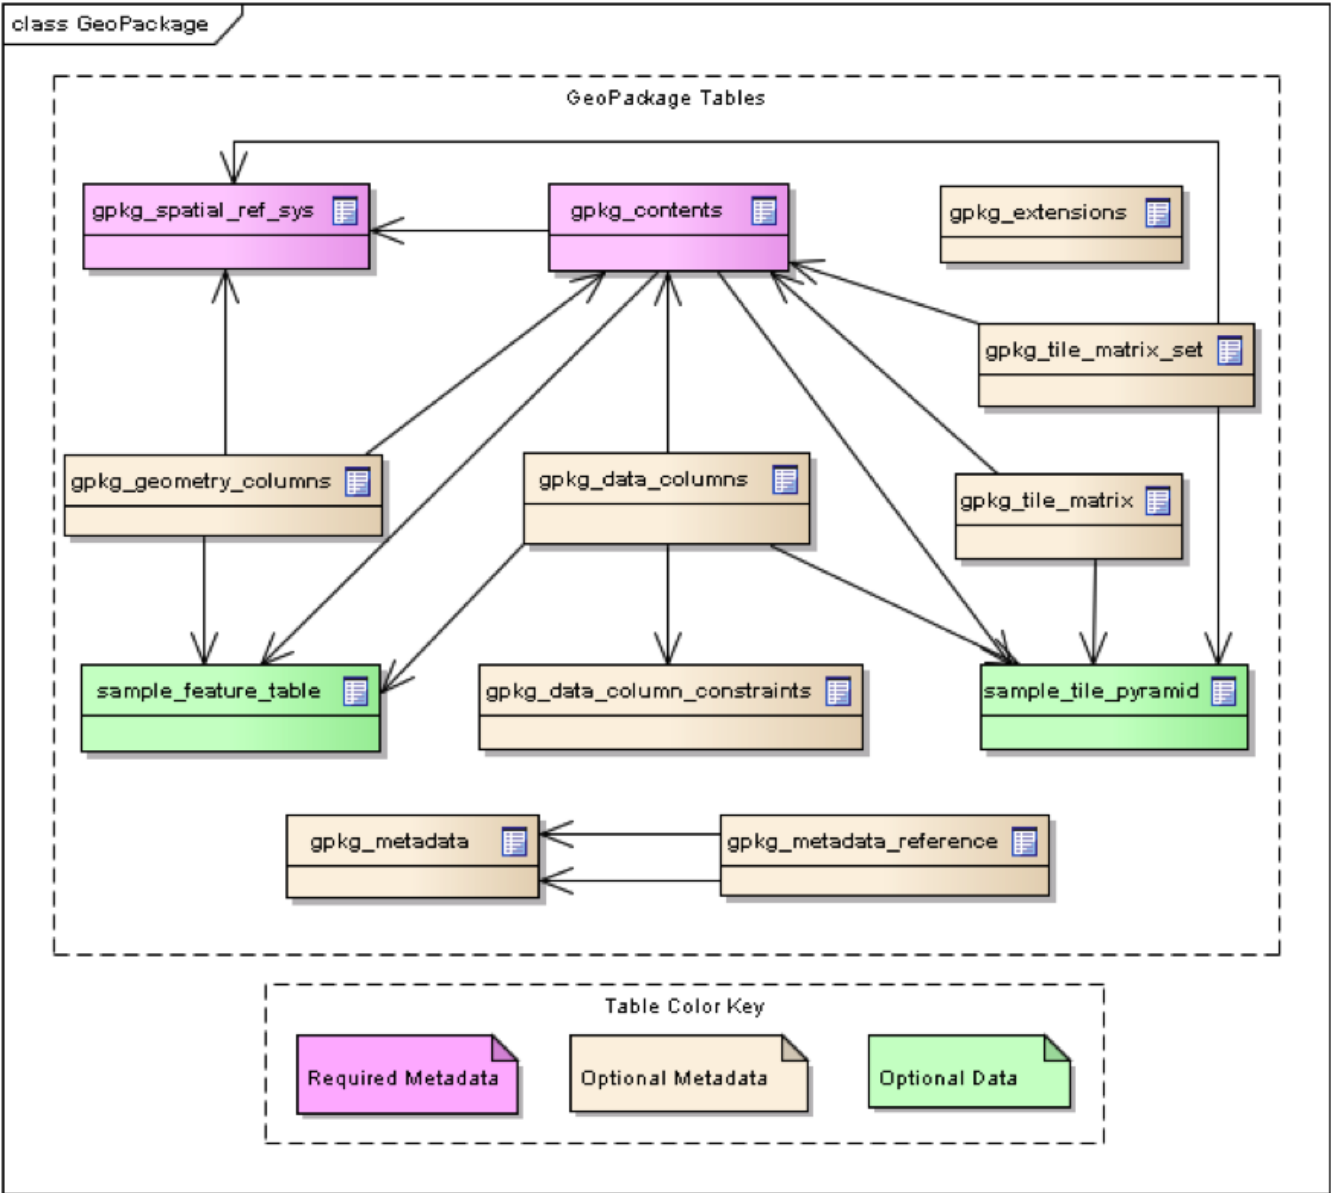 class GeoPackage
GeoPackage Tables
gpkg_spatial_ref_sys
gpkg_contents
gpkg_extensions
gpkg_tile_matrix_set
gpkg_geometry_columns
gpkg_data_columns
gpkg_tile_matrix
sample_feature_table
gpkg_data_column_constraints
sample_tile_pyramid
gpkg_metadata
gpkg_metadata_reference
Table Color Key
Required Metadata
Optional Metadata
Optional Data